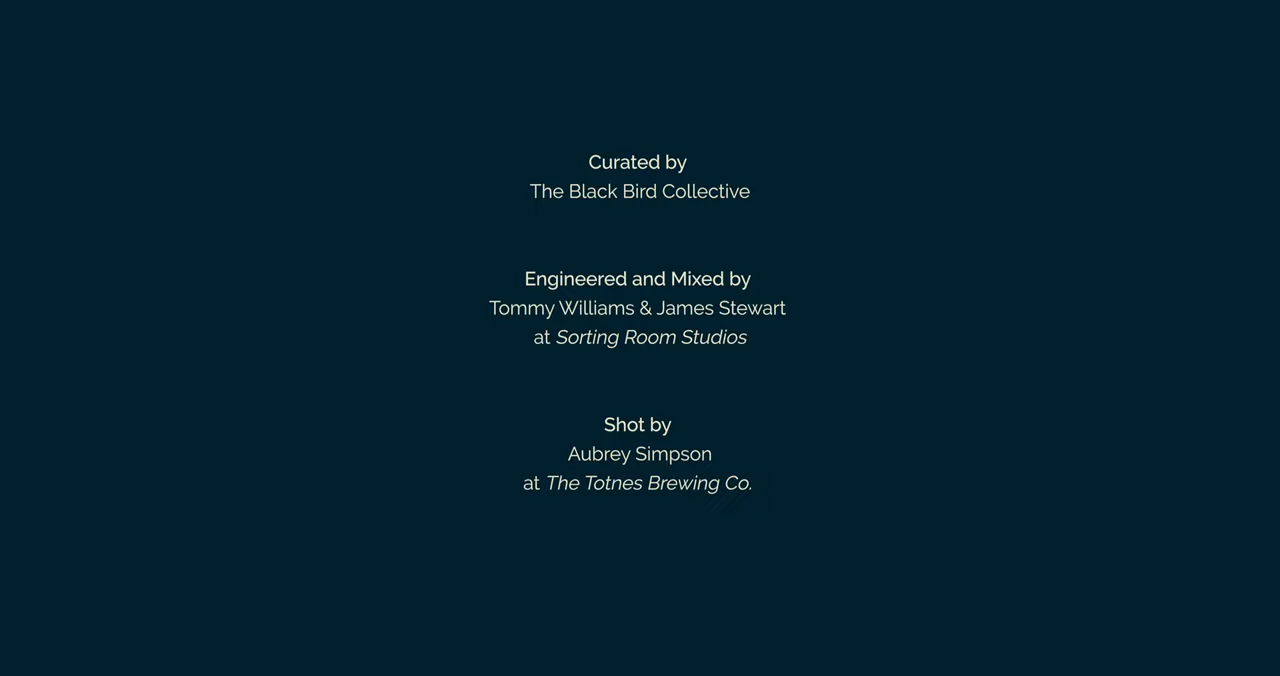 Curated by
The Black Bird Collective
Engineered and Mixed by
Tommy Williams & James Stewart
at Sorting Room Studios
Shot by
Aubrey Simpson
at The Totnes Brewing Co.